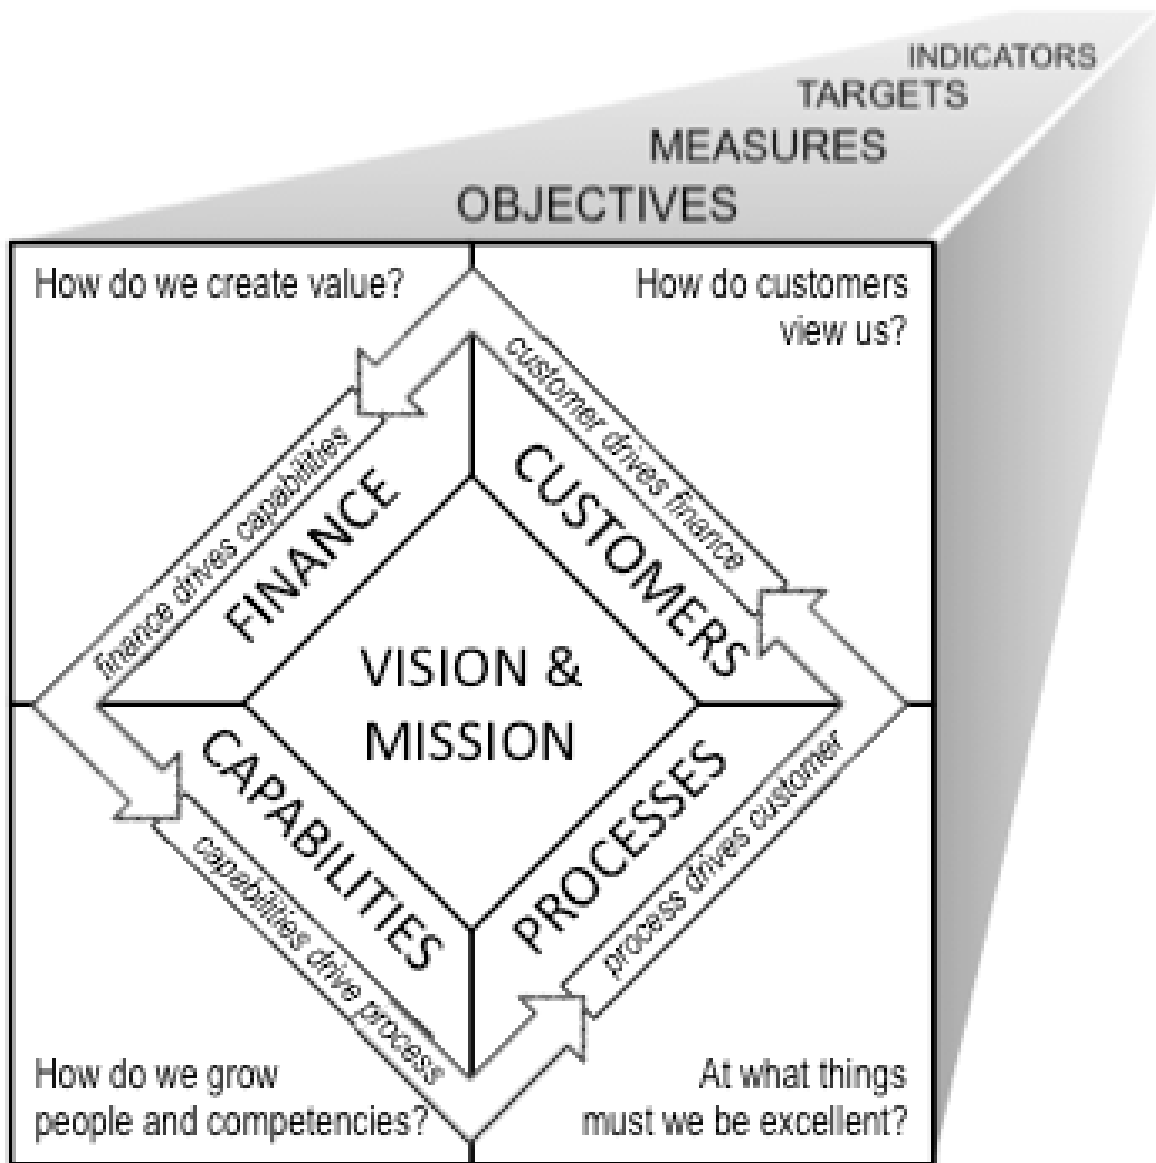 INDICATORS
TARGETS
MEASURES
OBJECTIVES
How do we create value?
How do customers
view us?
customer drives finance
finance drives capabilities
FINANCE
CUSTOMERS
VISION &
MISSION
CAPABILITIES
PROCESSES
capabilities drive process
process drives customer
How do we grow
people and competencies?
At what things
must we be excellent?